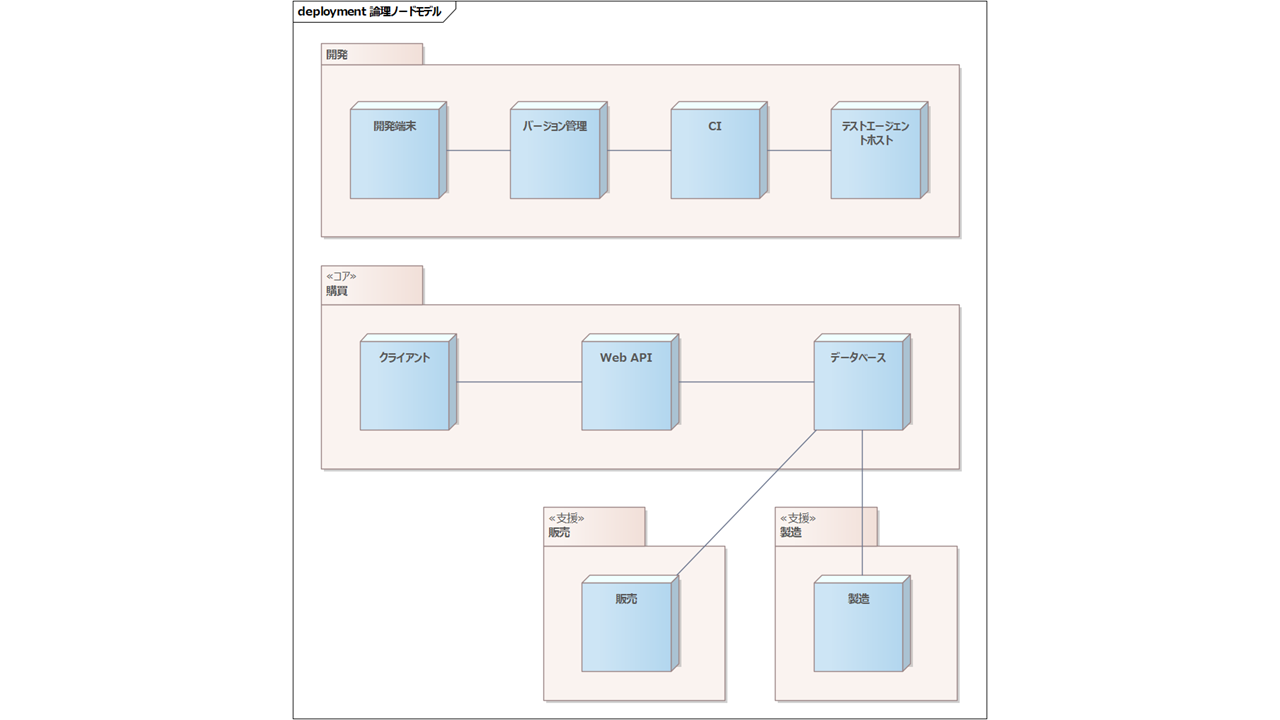 deployment 論理ノードモデル
開発
開発端末
バージョン管理
CI
テストエージェン
トホスト
«コア»
購買
クライアント
Web API
データベース
«支援»
販売
«支援»
製造
販売
製造